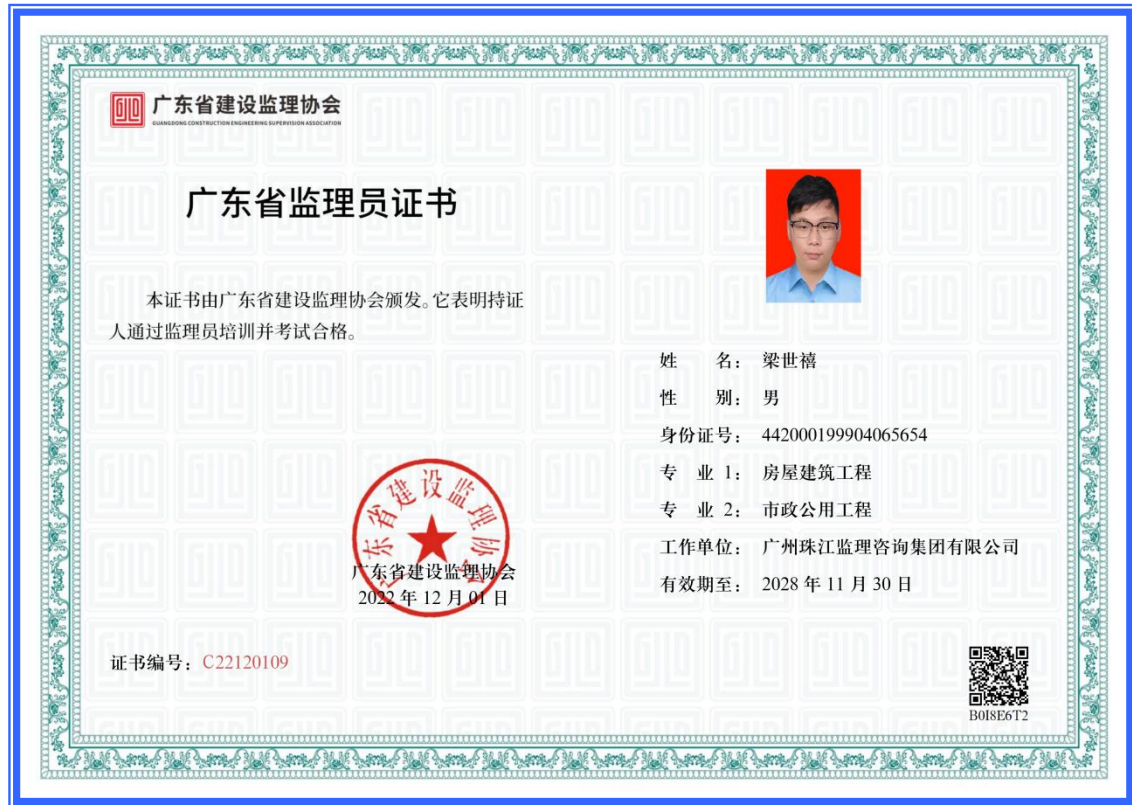 广东省建设监理协会
GUANGDONG CONSTRUCTION ENGINEERING SUPERVISION ASSOCIATION
广东省监理员证书
本证书由广东省建设监理协会颁发。它表明持证
人通过监理员培训并考试合格。
姓 名： 梁世禧
性 别： 男
身份证号： 442000199904065654
专 业 1： 房屋建筑工程
专 业 2： 市政公用工程
工作单位： 广州珠江监理咨询集团有限公司
有效期至： 2028 年 11 月 30 日
广东省建设监理协会
广东省建设监理协会
2022 年 12 月 01 日
证书编号：C22120109
B0I8E6T2